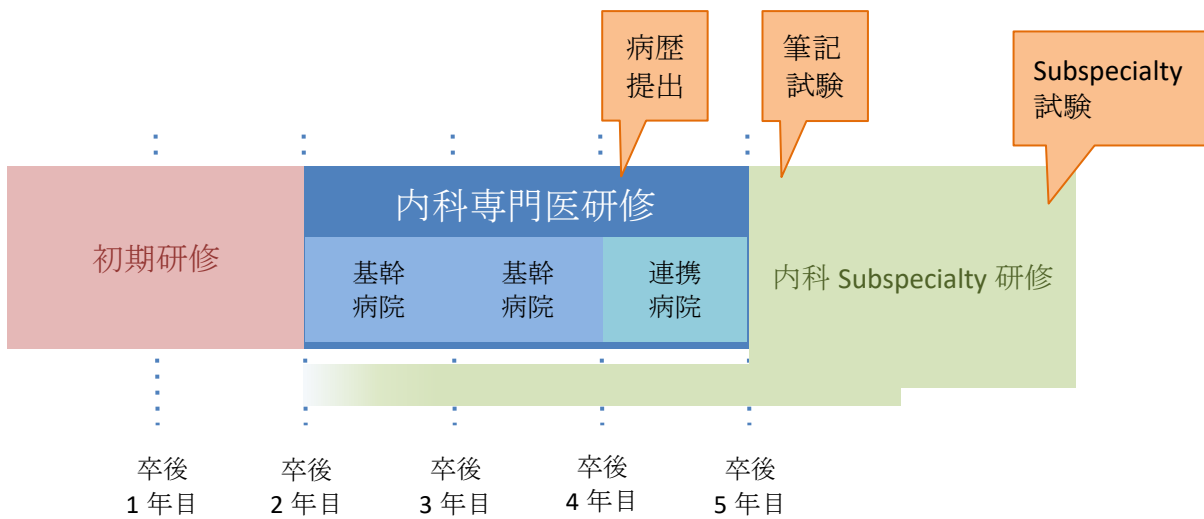 病歴
提出
筆記
試験
Subspecialty
試験
内科専門医研修
初期研修
基幹
病院
基幹
病院
連携
病院
内科 Subspecialty 研修
卒後
1 年目
卒後
2 年目
卒後
3 年目
卒後
4 年目
卒後
5 年目